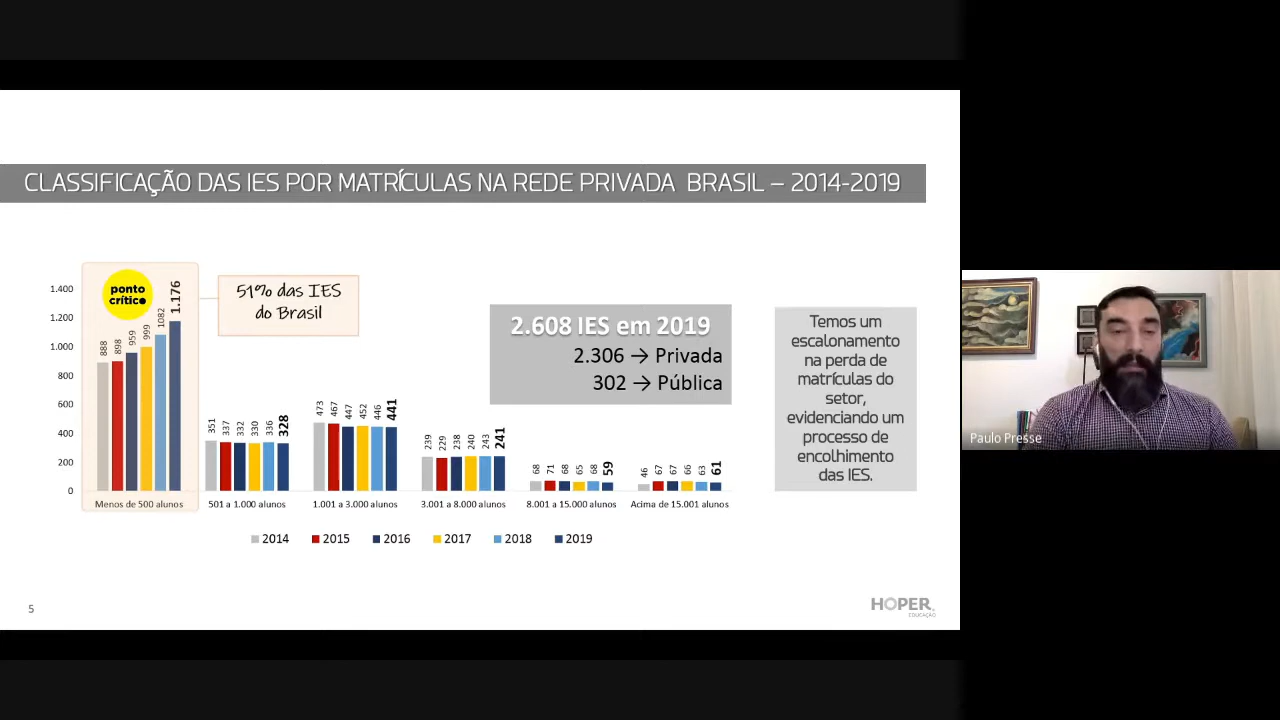 CLASSIFICAÇÃO DAS IES POR MATRÍCULAS NA REDE PRIVADA BRASIL – 2014-2019
1.400
1.200
1.000
800
600
400
200
0
ponto
crítico
888
898
959
999
1082
1.176
51% das IES
do Brasil
351
337
332
330
336
328
473
467
447
452
446
441
239
229
238
240
243
241
68
71
68
65
68
59
46
67
67
66
63
61
Menos de 500 alunos
501 a 1.000 alunos
1.001 a 3.000 alunos
3.001 a 8.000 alunos
8.001 a 15.000 alunos
Acima de 15.001 alunos
2014
2015
2016
2017
2018
2019
2.608 IES em 2019
2.306 → Privada
302 → Pública
Temos um
escalonamento
na perda de
matrículas do
setor,
evidenciando um
processo de
encolhimento
das IES.
Paulo Presse
5
HOPER
EDUCAÇÃO